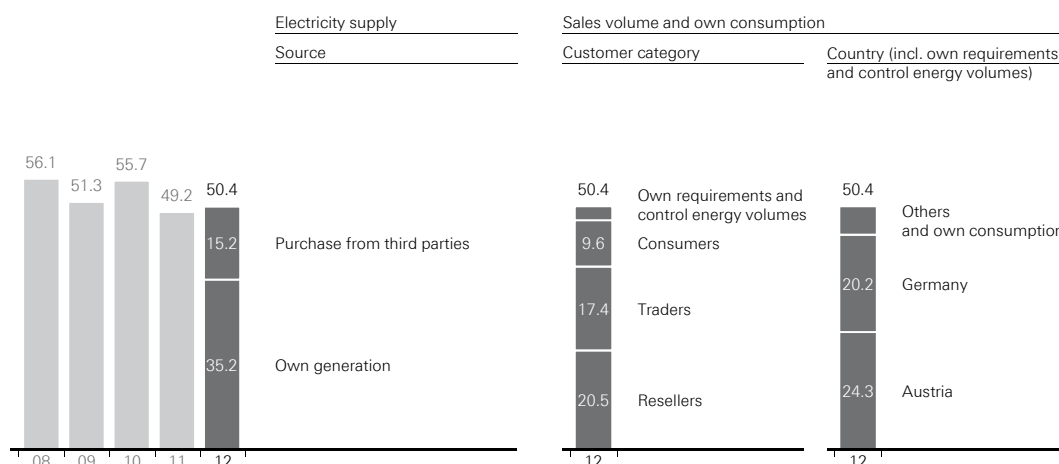 Electricity supply
Sales volume and own consumption
Source
Customer category
Country (incl. own requirements
and control energy volumes)
56.1
51.3
55.7
49.2
50.4
15.2
35.2
Purchase from third parties
Own generation
08
09
10
11
12
50.4
Own requirements and
control energy volumes
9.6
Consumers
17.4
Traders
20.5
Resellers
12
50.4
Others
and own consumption
20.2
Germany
24.3
Austria
12